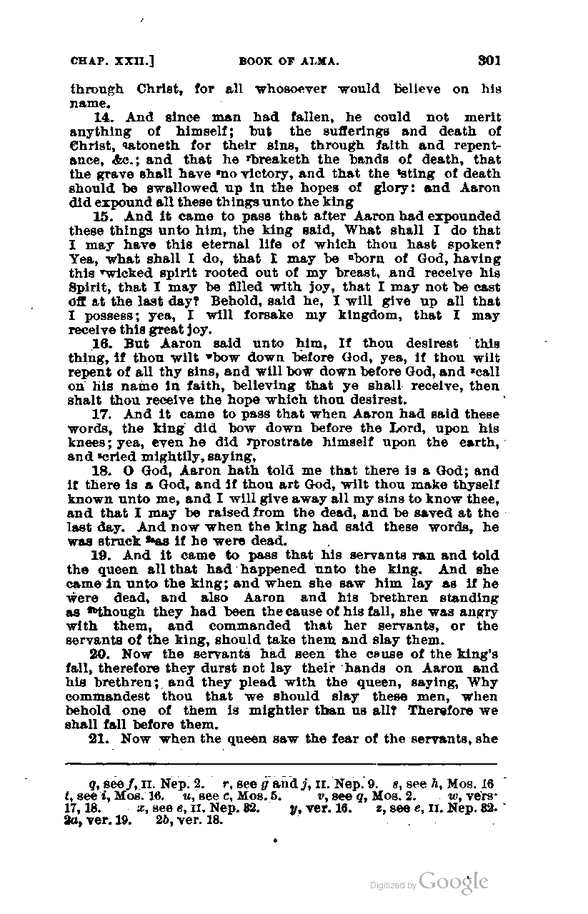 CHAP. XXII.] BOOK OF ALMA. 301
through Christ, for all whosoever would believe on his
name.
14. And since man had fallen, he could not merit
anything of himself; but the sufferings and death of
Christ, qatoneth for their sins, through faith and repent-
ance, &c.; and that he rbreaketh the bands of death, that
the grave shall have sno victory, and that the tsting of death
should be swallowed up in the hopes of glory: and Aaron
did expound all these things unto the king
15. And it came to pass that after Aaron had expounded
these things unto him, the king said, What shall I do that
I may have this eternal life of which thou hast spoken?
Yea, what shall I do, that I may be uborn of God, having
this vwicked spirit rooted out of my breast, and receive his
Spirit, that I may be filled with joy, that I may not be cast
off at the last day? Behold, said he, I will give up all that
I possess; yea, I will forsake my kingdom, that I may
receive this great joy.
16. But Aaron said unto him, If thou desirest this
thing, if thou wilt wbow down before God, yea, if thou wilt
repent of all thy sins, and will bow down before God, and xcall
on his name in faith, believing that ye shall receive, then
shalt thou receive the hope which thou desirest.
17. And it came to pass that when Aaron had said these
words, the king did bow down before the Lord, upon his
knees; yea, even he did yprostrate himself upon the earth,
and zcried mightily, saying,
18. O God, Aaron hath told me that there is a God; and
if there is a God, and if thou art God, wilt thou make thyself
known unto me, and I will give away all my sins to know thee,
and that I may be raised from the dead, and be saved at the
last day. And now when the king had said these words, he
was struck 2aas if he were dead.
19. And it came to pass that his servants ran and told
the queen all that had happened unto the king. And she
came in unto the king; and when she saw him lay as if he
were dead, and also Aaron and his brethren standing
as 2bthough they had been the cause of his fall, she was angry
with them, and commanded that her servants, or the
servants of the king, should take them and slay them.
20. Now the servants had seen the cause of the king's
fall, therefore they durst not lay their hands on Aaron and
his brethren; and they plead with the queen, saying, Why
commandest thou that we should slay these men, when
behold one of them is mightier than us all? Therefore we
shall fall before them.
21. Now when the queen saw the fear of the servants, she
q, see f, II. Nep. 2. r, see g and j, II. Nep. 9. s, see h, Mos. 16
t, see i, Mos. 16. u, see c, Mos. 5. v, see q, Mos. 2. w, vers.
17, 18. x, see e, II. Nep. 32. y, ver. 16. z, see e, II. Nep. 32.
2a, ver. 19. 2b, ver. 18.
Digitized by Google